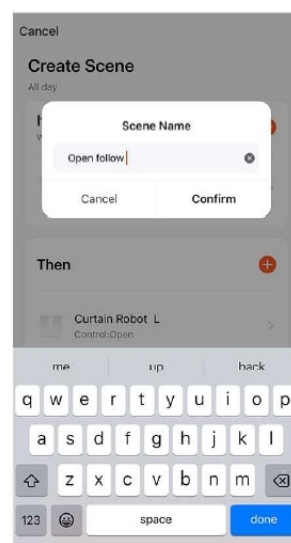 Cancel
Create Scene
All day
Scene Name
Open follow
Cancel Confirm
Then
Curtain Robot L
Control:Open
me up back
q w e r t y u i o p
a s d f g h j k l
z x c v b n m
123 space done